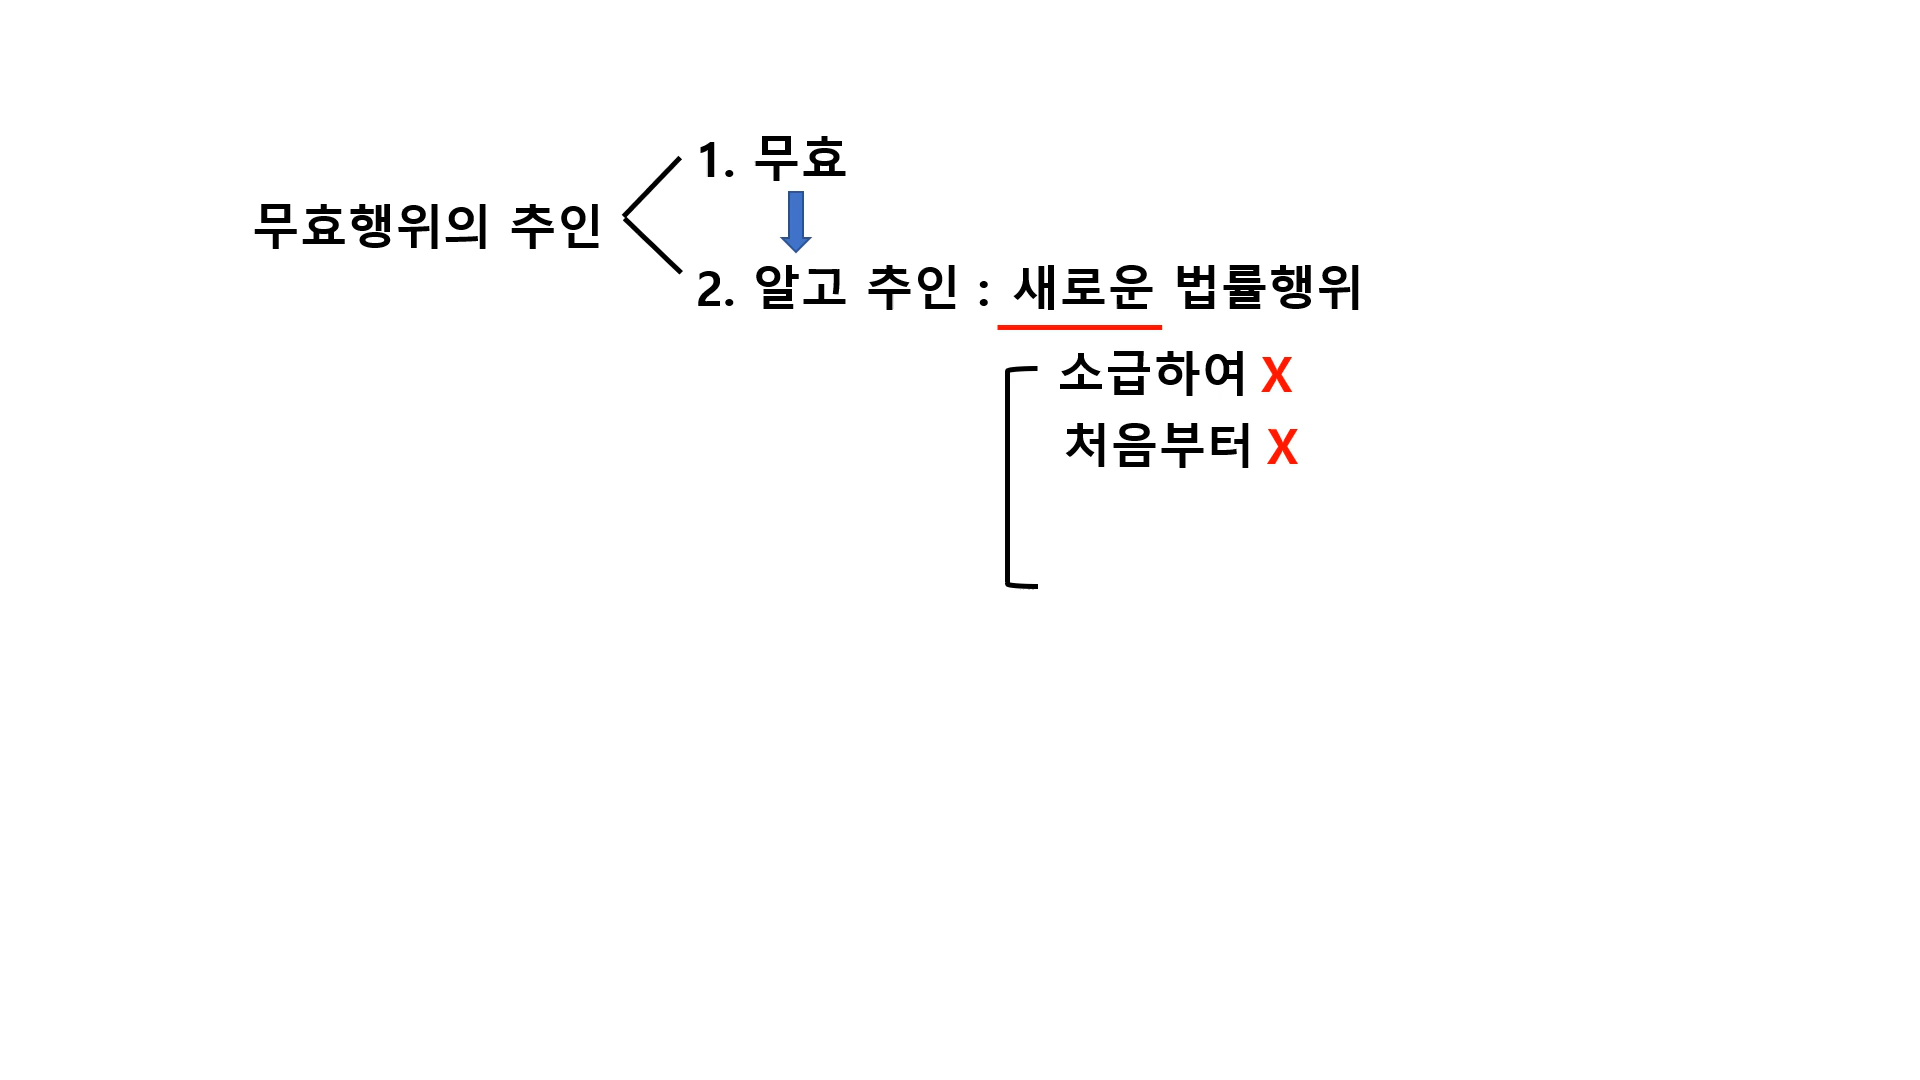 1. 무효
무효행위의 추인
2. 알고 추인 : 새로운 법률행위
소급하여 X
처음부터 X